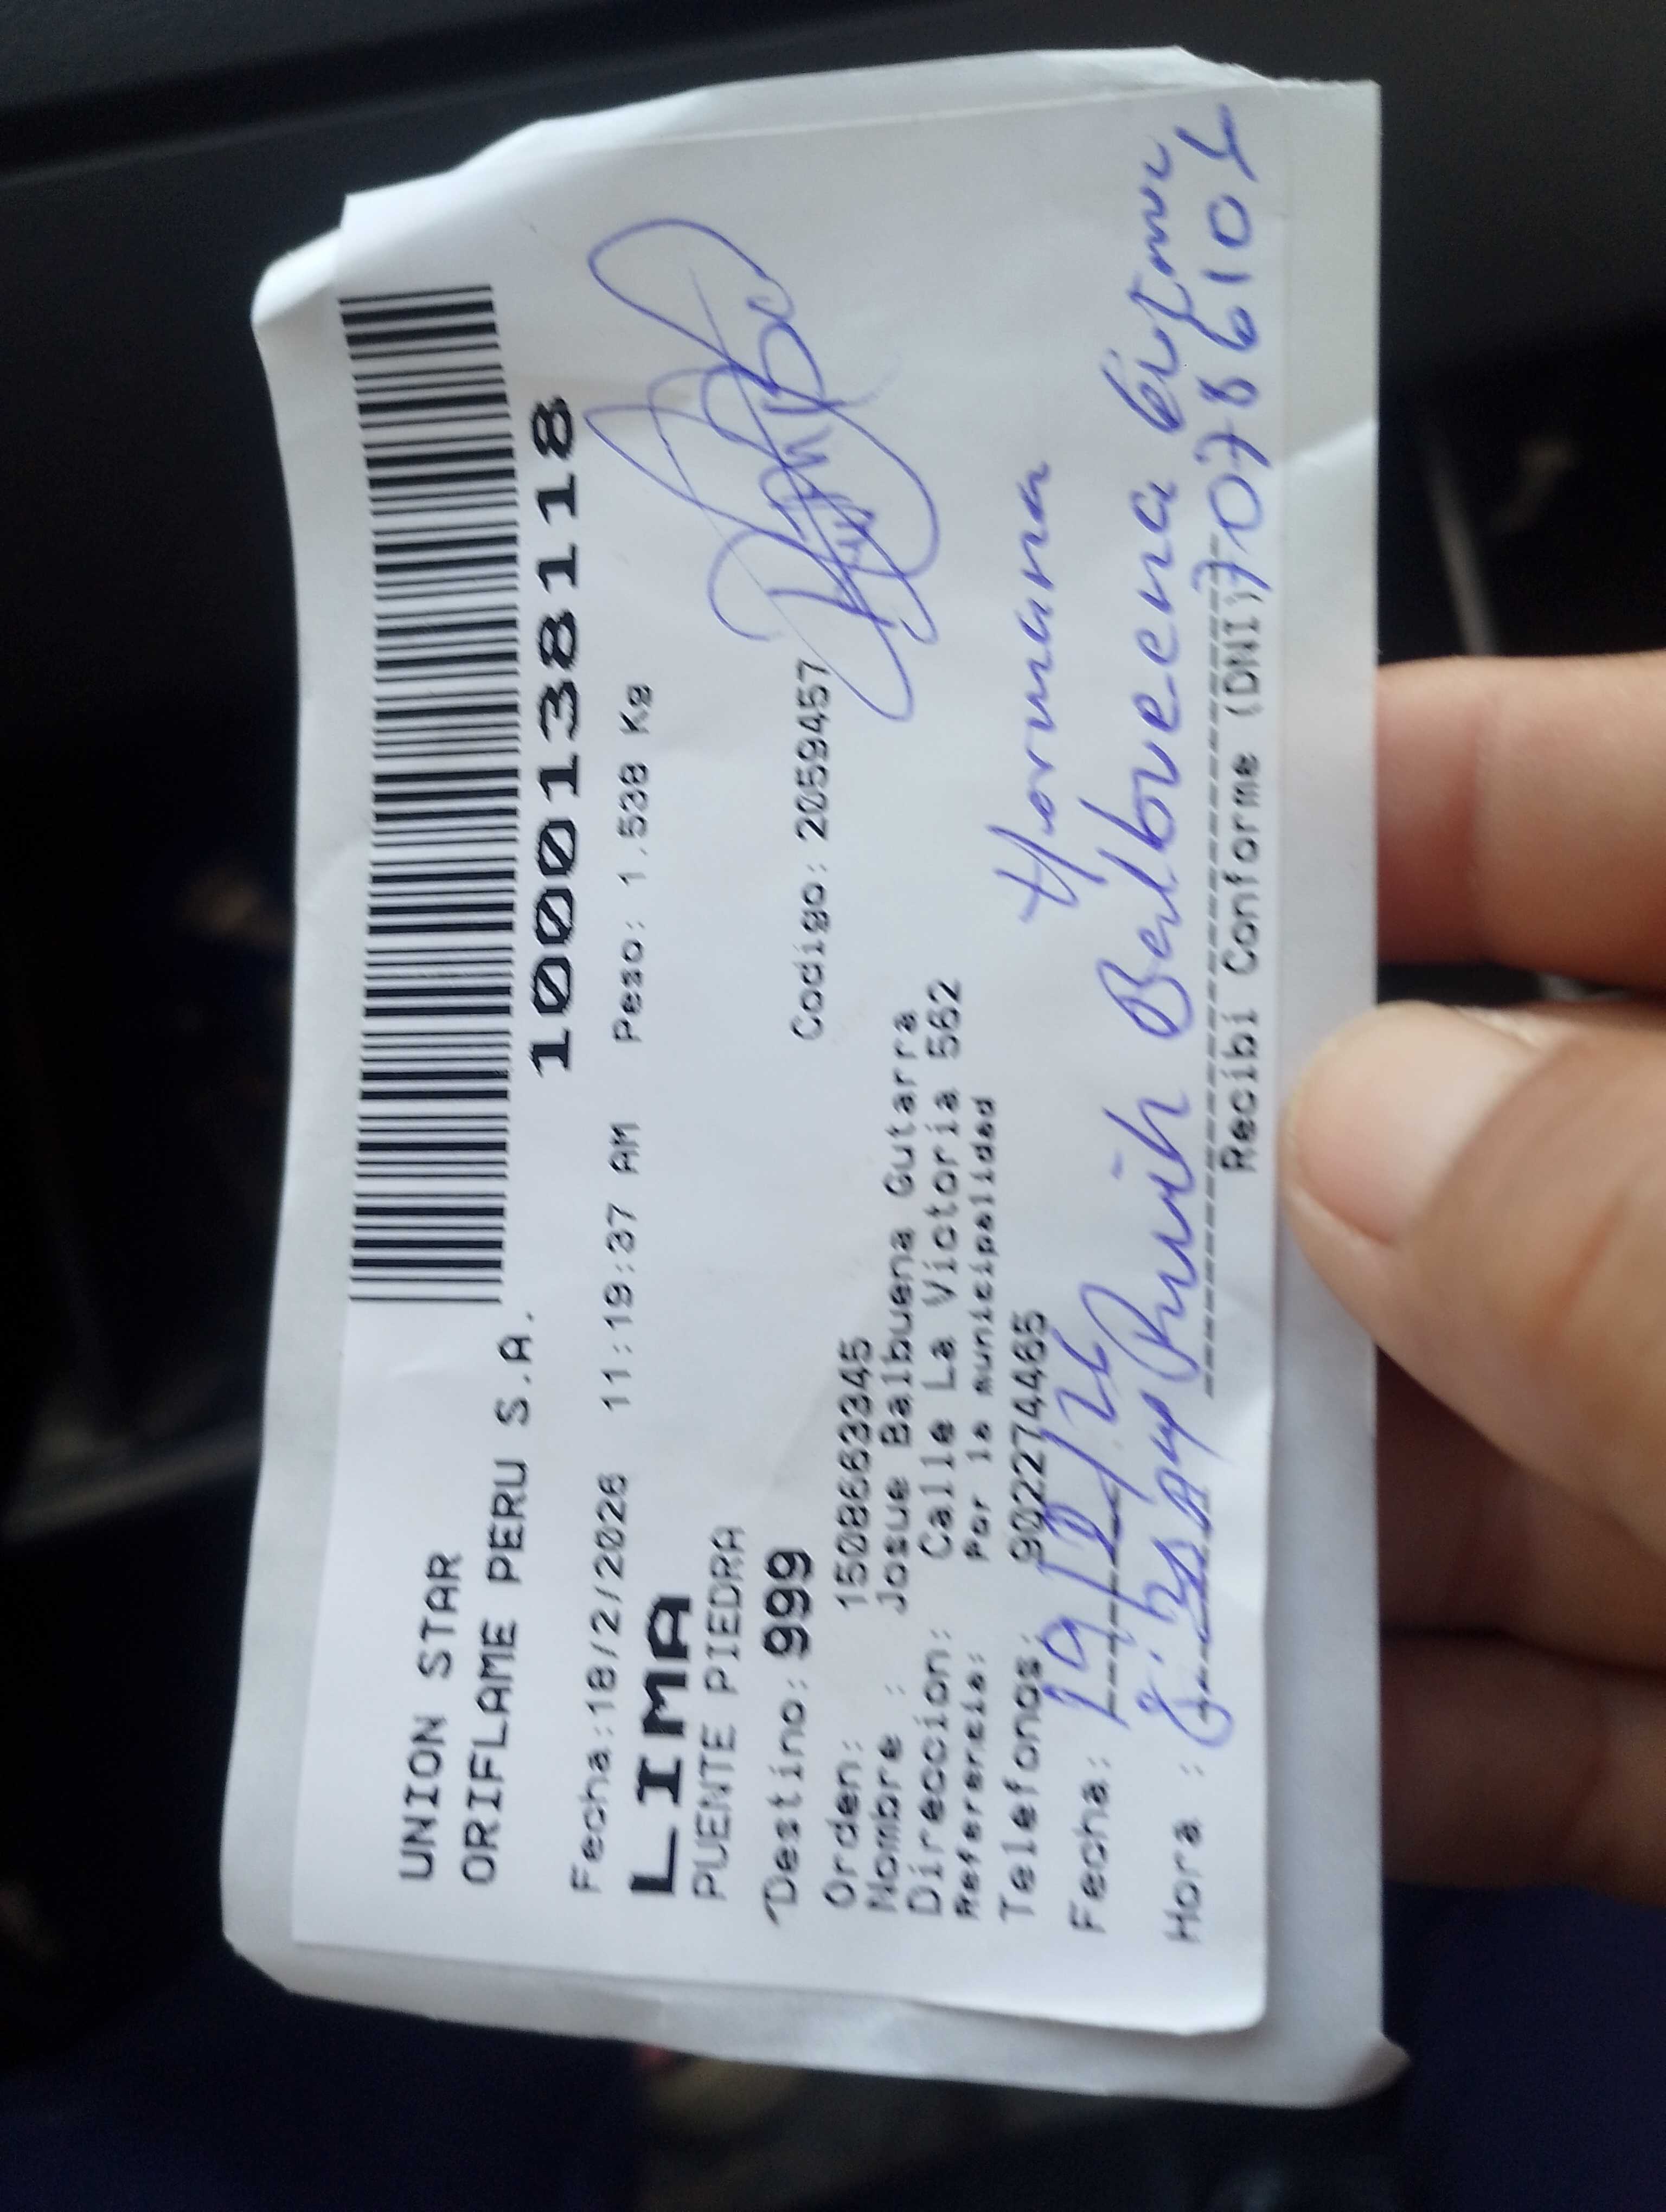 UNION STAR
ORIFLAME PERU S.A.
1000138118
Fecha:18/2/2026 11:19:37 AM Peso: 1.538 Kg
LIMA
PUENTE PIEDRA
Destino: 999 Codigo: 2059457
Orden: 1508663345
Nombre : Josue Balbuena Gutarra
Direccion: Calle La Victoria 562
Referencia: Por la municipalidad
Telefonos: 902274465
Hermana
Fecha: 19/2/26
Hora :
Recibi Conforme (DNI)